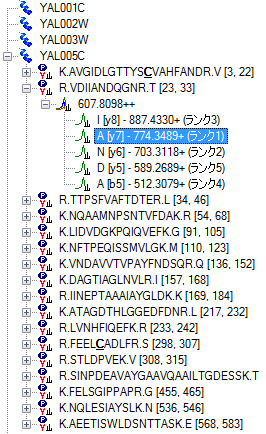 YAL001C
YAL002W
YAL003W
YAL005C
K.AVGIDLGTTYSCVAHFANDR.V [3, 22]
R.VDIIANDQGNR.T [23, 33]
607.8098++
I [y8] - 887.4330+ (ランク3)
A [y7] - 774.3489+ (ランク1)
N [y6] - 703.3118+ (ランク2)
D [y5] - 589.2689+ (ランク5)
A [b5] - 512.3079+ (ランク4)
R.TTPSFVAFTDTER.L [34, 46]
K.NQAAMNPSNTVFDAK.R [54, 68]
K.LIDVDGKPQIQVEFK.G [91, 105]
K.NFTPEQISSMVLGK.M [110, 123]
K.VNDAVVTVPAYFNDSQR.Q [136, 152]
K.DAGTIAGLNVLR.I [157, 168]
R.IINEPTAAAIAYGLDK.K [169, 184]
K.ATAGDTHLGGEDFDNR.L [217, 232]
R.LVNHFIQEFK.R [233, 242]
R.FEELCADLFR.S [298, 307]
R.STLDPVEK.V [308, 315]
R.SINPDEAVAYGAAVQAAILTGDESSK.T
K.FELSGIPPAPR.G [455, 465]
K.NQLESIAYSLK.N [536, 546]
K.AEETISWLDSNTTASK.E [568, 583]